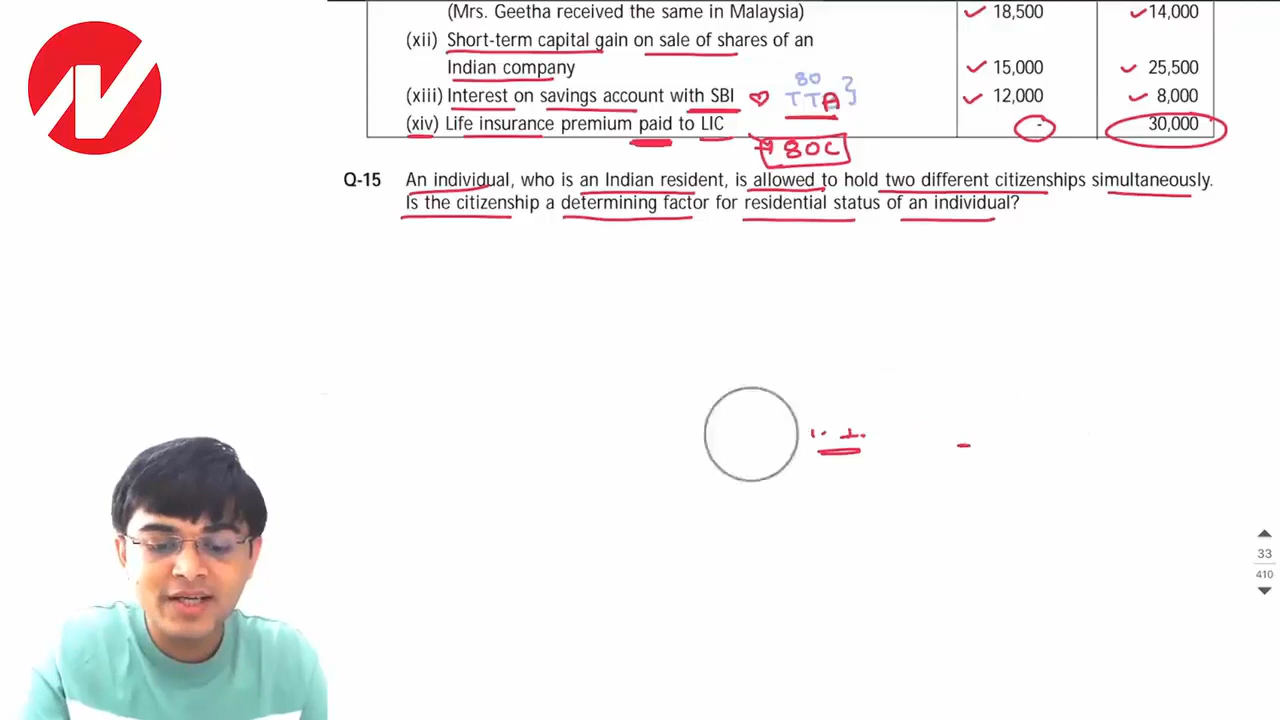 (Mrs. Geetha received the same in Malaysia) 18,500 14,000
(xii) Short-term capital gain on sale of shares of an
Indian company 15,000 25,500
80
(xiii) Interest on savings account with SBI TTA 12,000 8,000
(xiv) Life insurance premium paid to LIC - 30,000
80C
Q-15 An individual, who is an Indian resident, is allowed to hold two different citizenships simultaneously.
Is the citizenship a determining factor for residential status of an individual?
33
410